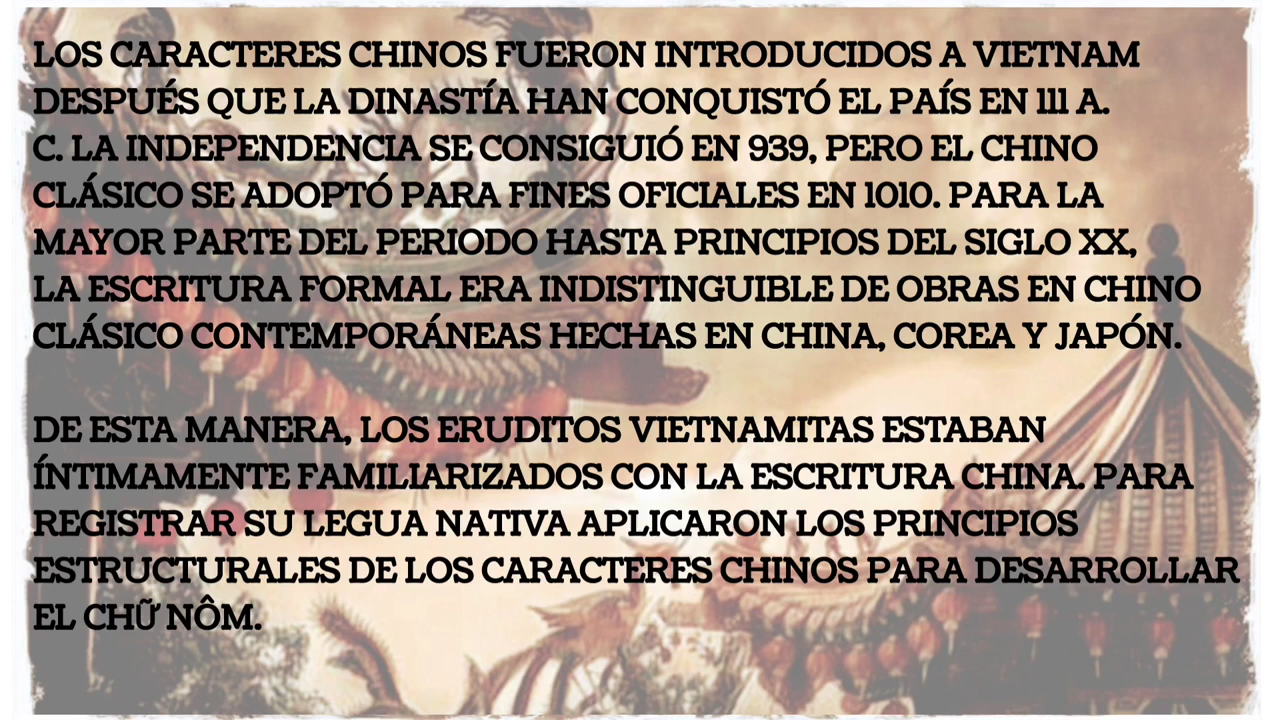 LOS CARACTERES CHINOS FUERON INTRODUCIDOS A VIETNAM
DESPUÉS QUE LA DINASTÍA HAN CONQUISTÓ EL PAÍS EN 111 A.
C. LA INDEPENDENCIA SE CONSIGUIÓ EN 939, PERO EL CHINO
CLÁSICO SE ADOPTÓ PARA FINES OFICIALES EN 1010. PARA LA
MAYOR PARTE DEL PERIODO HASTA PRINCIPIOS DEL SIGLO XX,
LA ESCRITURA FORMAL ERA INDISTINGUIBLE DE OBRAS EN CHINO
CLÁSICO CONTEMPORÁNEAS HECHAS EN CHINA, COREA Y JAPÓN.
DE ESTA MANERA, LOS ERUDITOS VIETNAMITAS ESTABAN
ÍNTIMAMENTE FAMILIARIZADOS CON LA ESCRITURA CHINA. PARA
REGISTRAR SU LEGUA NATIVA APLICARON LOS PRINCIPIOS
ESTRUCTURALES DE LOS CARACTERES CHINOS PARA DESARROLLAR
EL CHỮ NÔM.